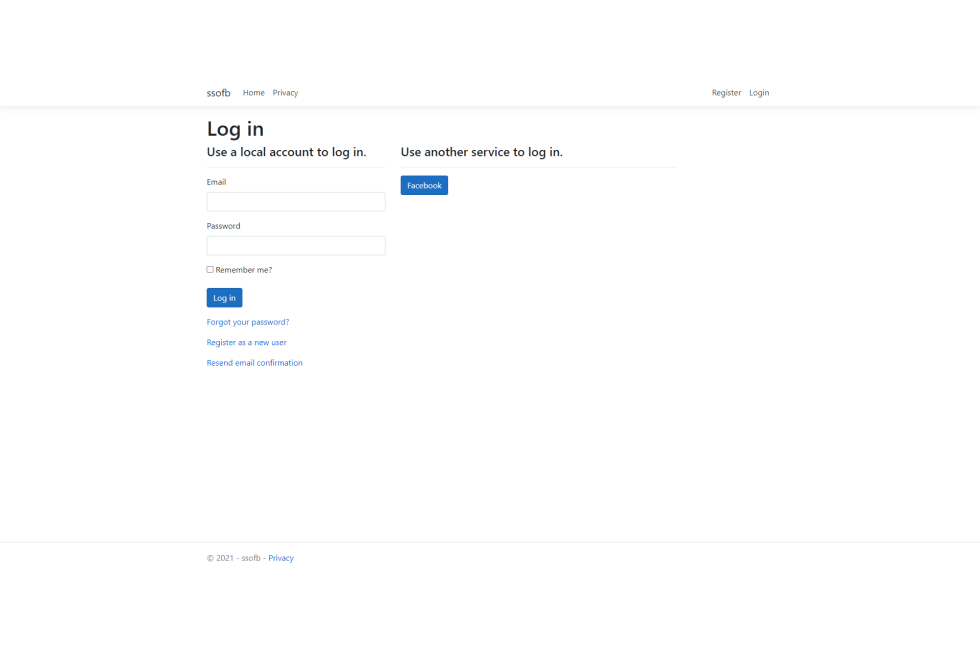 ssofb Home Privacy Register Login
Log in
Use a local account to log in.
Email
Password
Remember me?
Log in
Forgot your password?
Register as a new user
Resend email confirmation
Use another service to log in.
Facebook
© 2021 - ssofb - Privacy